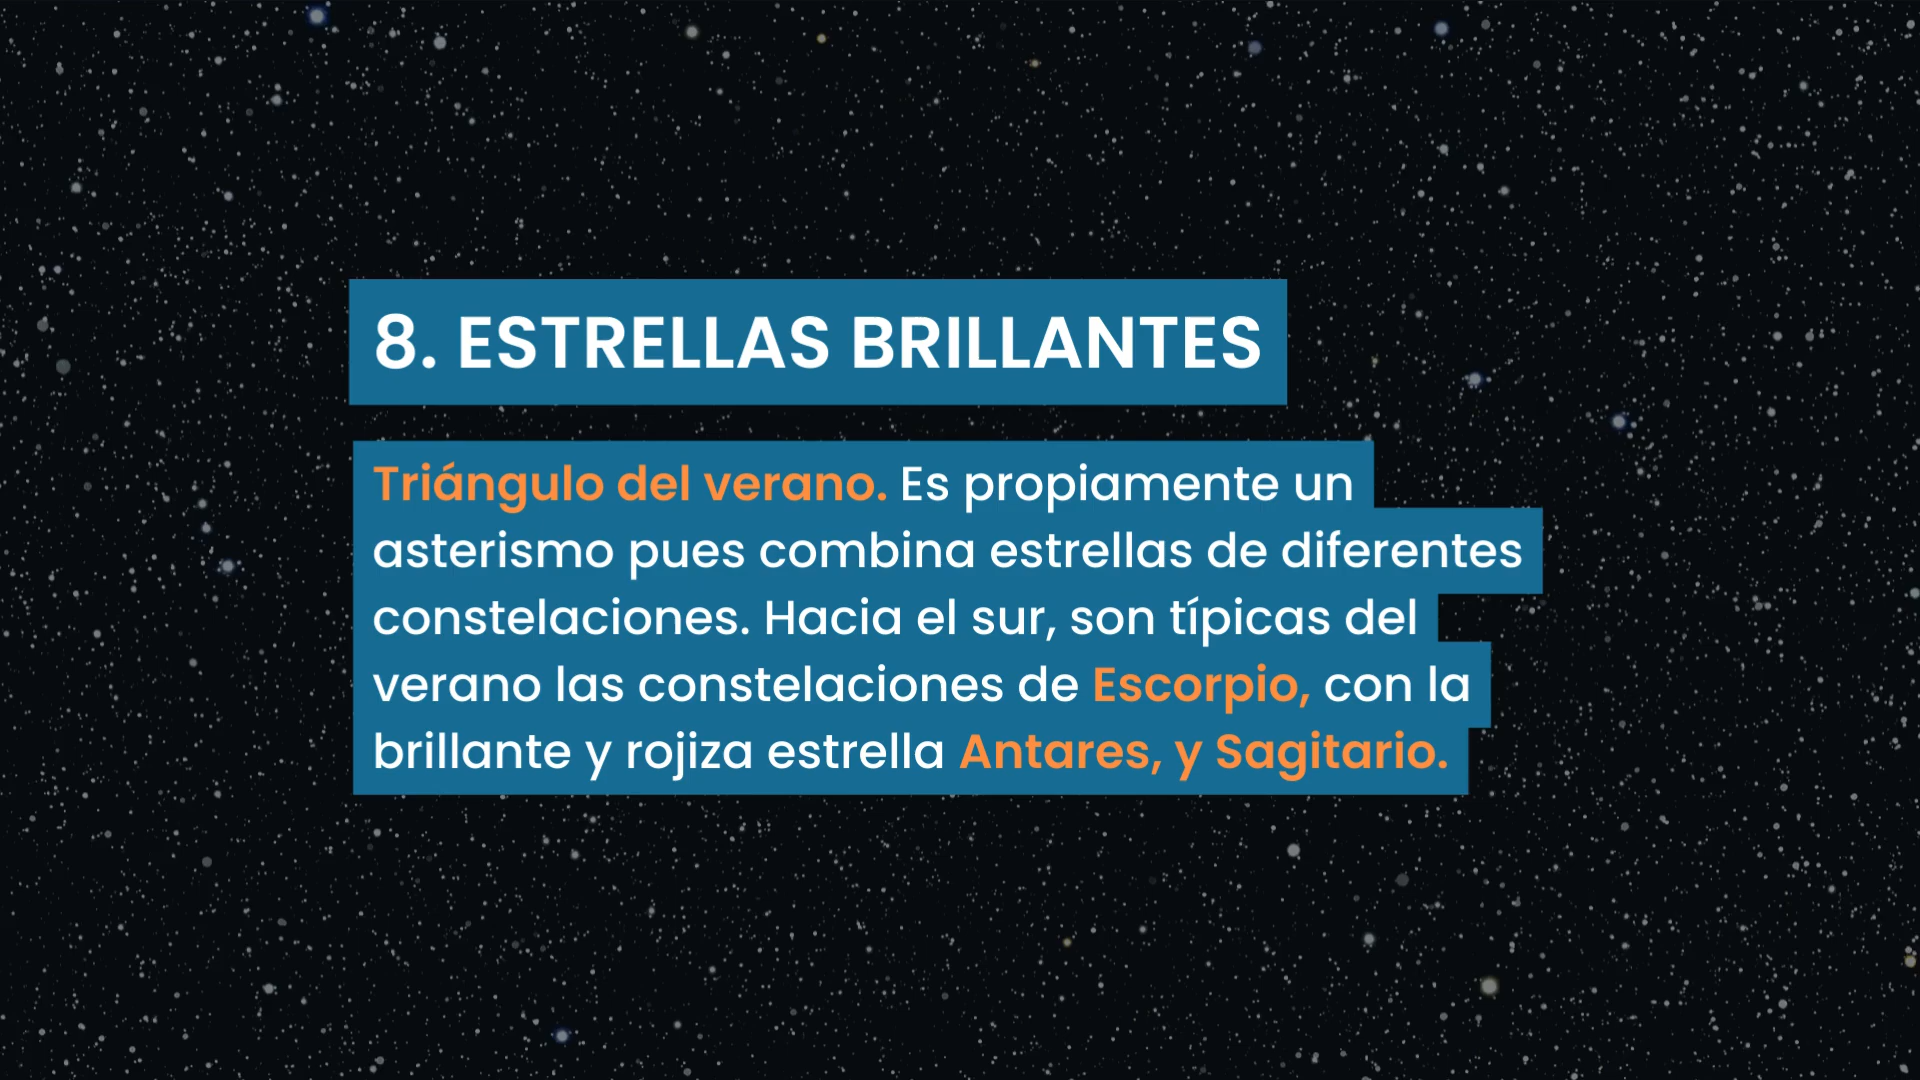 8. ESTRELLAS BRILLANTES
Triángulo del verano. Es propiamente un
asterismo pues combina estrellas de diferentes
constelaciones. Hacia el sur, son típicas del
verano las constelaciones de Escorpio, con la
brillante y rojiza estrella Antares, y Sagitario.